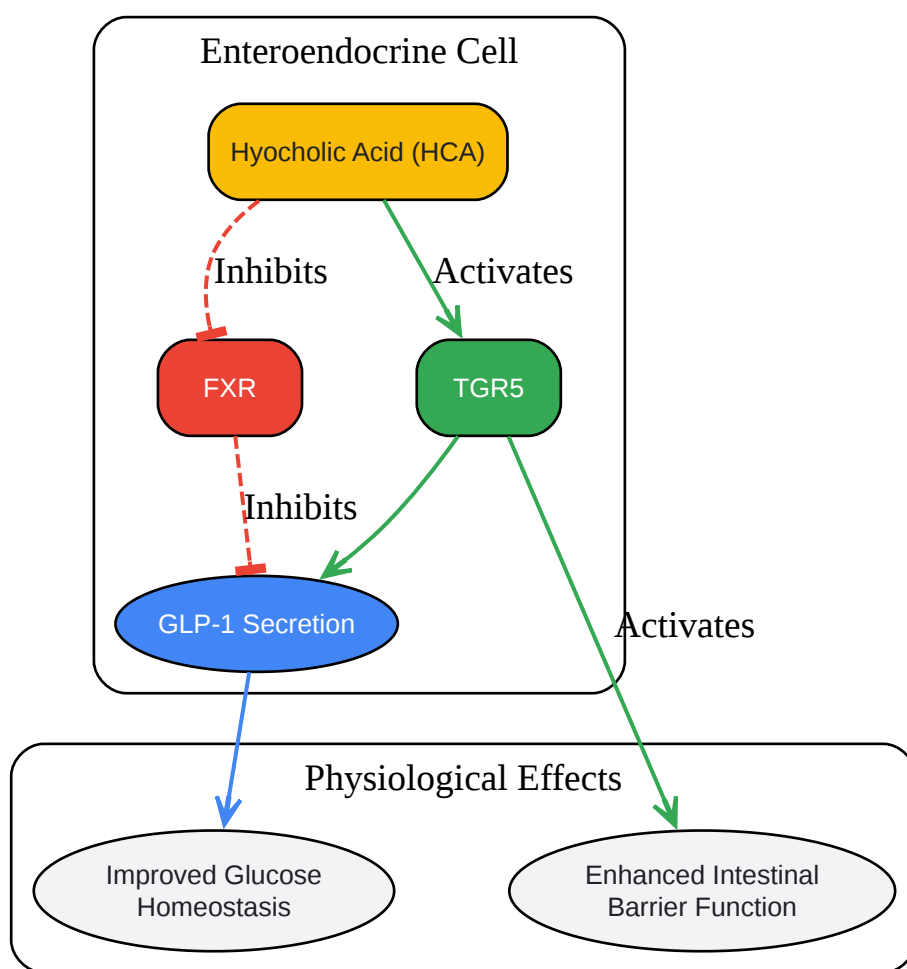 Enteroendocrine Cell
Hyocholic Acid (HCA)
Inhibits
Activates
FXR
TGR5
Inhibits
GLP-1 Secretion
Activates
Physiological Effects
Improved Glucose
Homeostasis
Enhanced Intestinal
Barrier Function